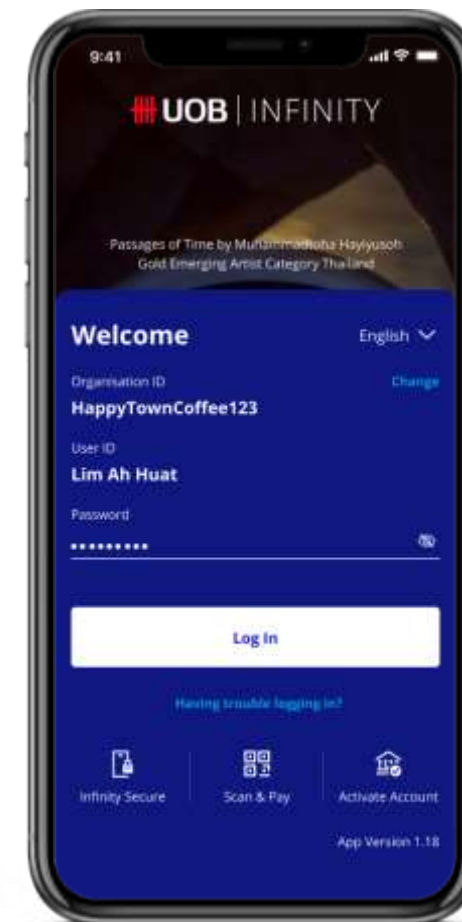 9:41
UOB | INFINITY
Passages of Time by Muhammadtoha Hayiyusoh
Gold Emerging Artist Category Thailand
Welcome
English
Organisation ID
Change
HappyTownCoffee123
User ID
Lim Ah Huat
Password
Log In
Having trouble logging in?
Infinity Secure
Scan & Pay
Activate Account
App Version 1.18